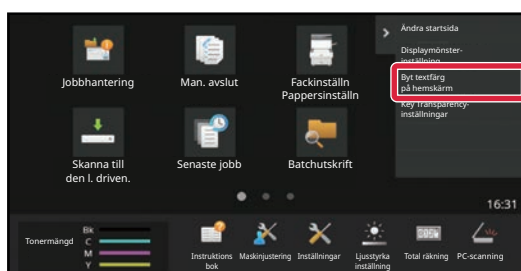 Jobbhantering
Man. avslut
Fackinställn
Pappersinställn
Skanna till
den l. driven.
Senaste jobb
Batchutskrift
Ändra startsida
Displaymönster-
inställning
Byt textfärg
på hemskärm
Key Transparency-
inställningar
16:31
Tonermängd
Bk
C
M
Y
Instruktions
bok
Maskinjustering
Inställningar
Ljusstyrka
inställning
Total räkning
PC-scanning